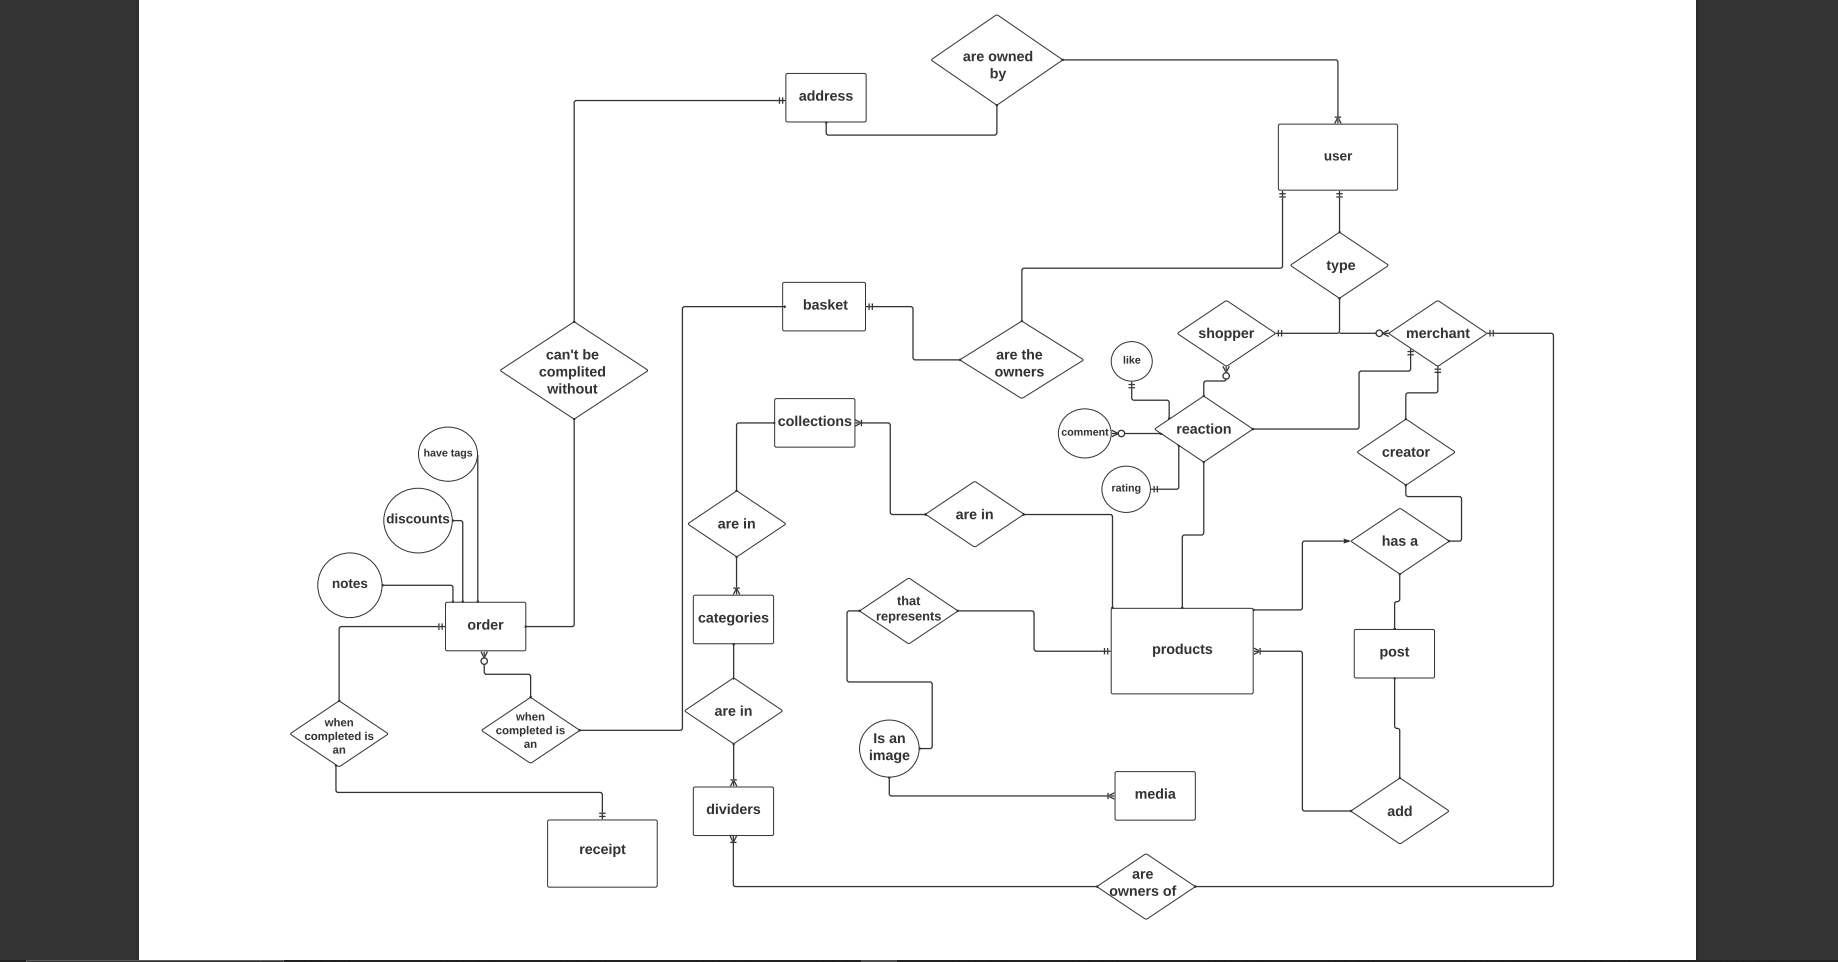 are owned
by
address
user
type
basket
shopper
merchant
can't be
complited
without
are the
owners
like
collections
reaction
comment
creator
have tags
rating
discounts
are in
are in
has a
notes
that
represents
order
categories
products
post
are in
when
completed is
an
when
completed is
an
Is an
image
media
dividers
add
receipt
are
owners of